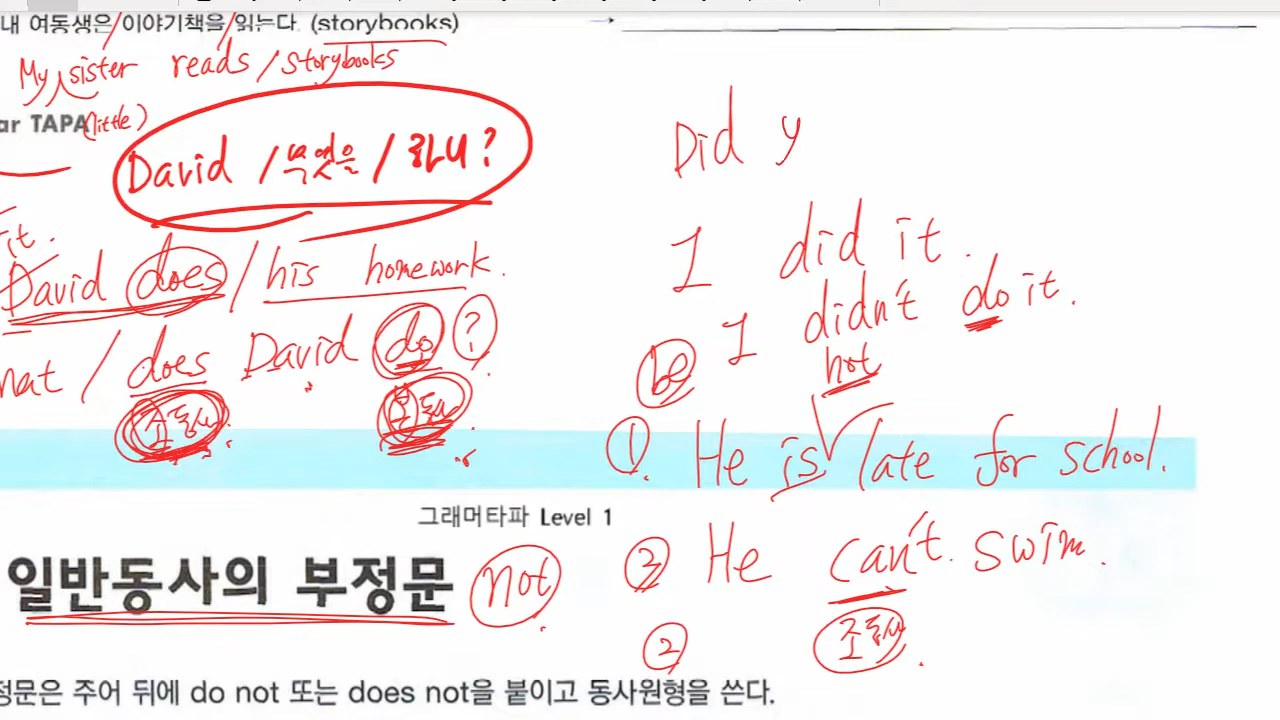 내 여동생은/이야기책을/읽는다. (storybooks) →
My sister reads / storybooks
ar TAPA (little)
David / 무엇을 / 하니?
Did y
it.
I did it.
David does / his homework.
I didn't do it.
not
be
nat / does David do ?
조동사. 본동사.
①. He is late for school.
그래머타파 Level 1
③ He can't. swim.
일반동사의 부정문 not.
② 조동사.
정문은 주어 뒤에 do not 또는 does not을 붙이고 동사원형을 쓴다.